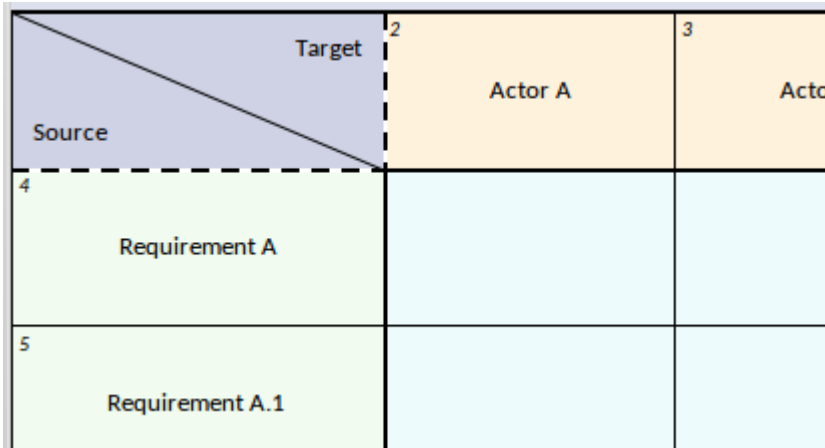 Target
Source
2
Actor A
3
4
Requirement A
5
Requirement A.1